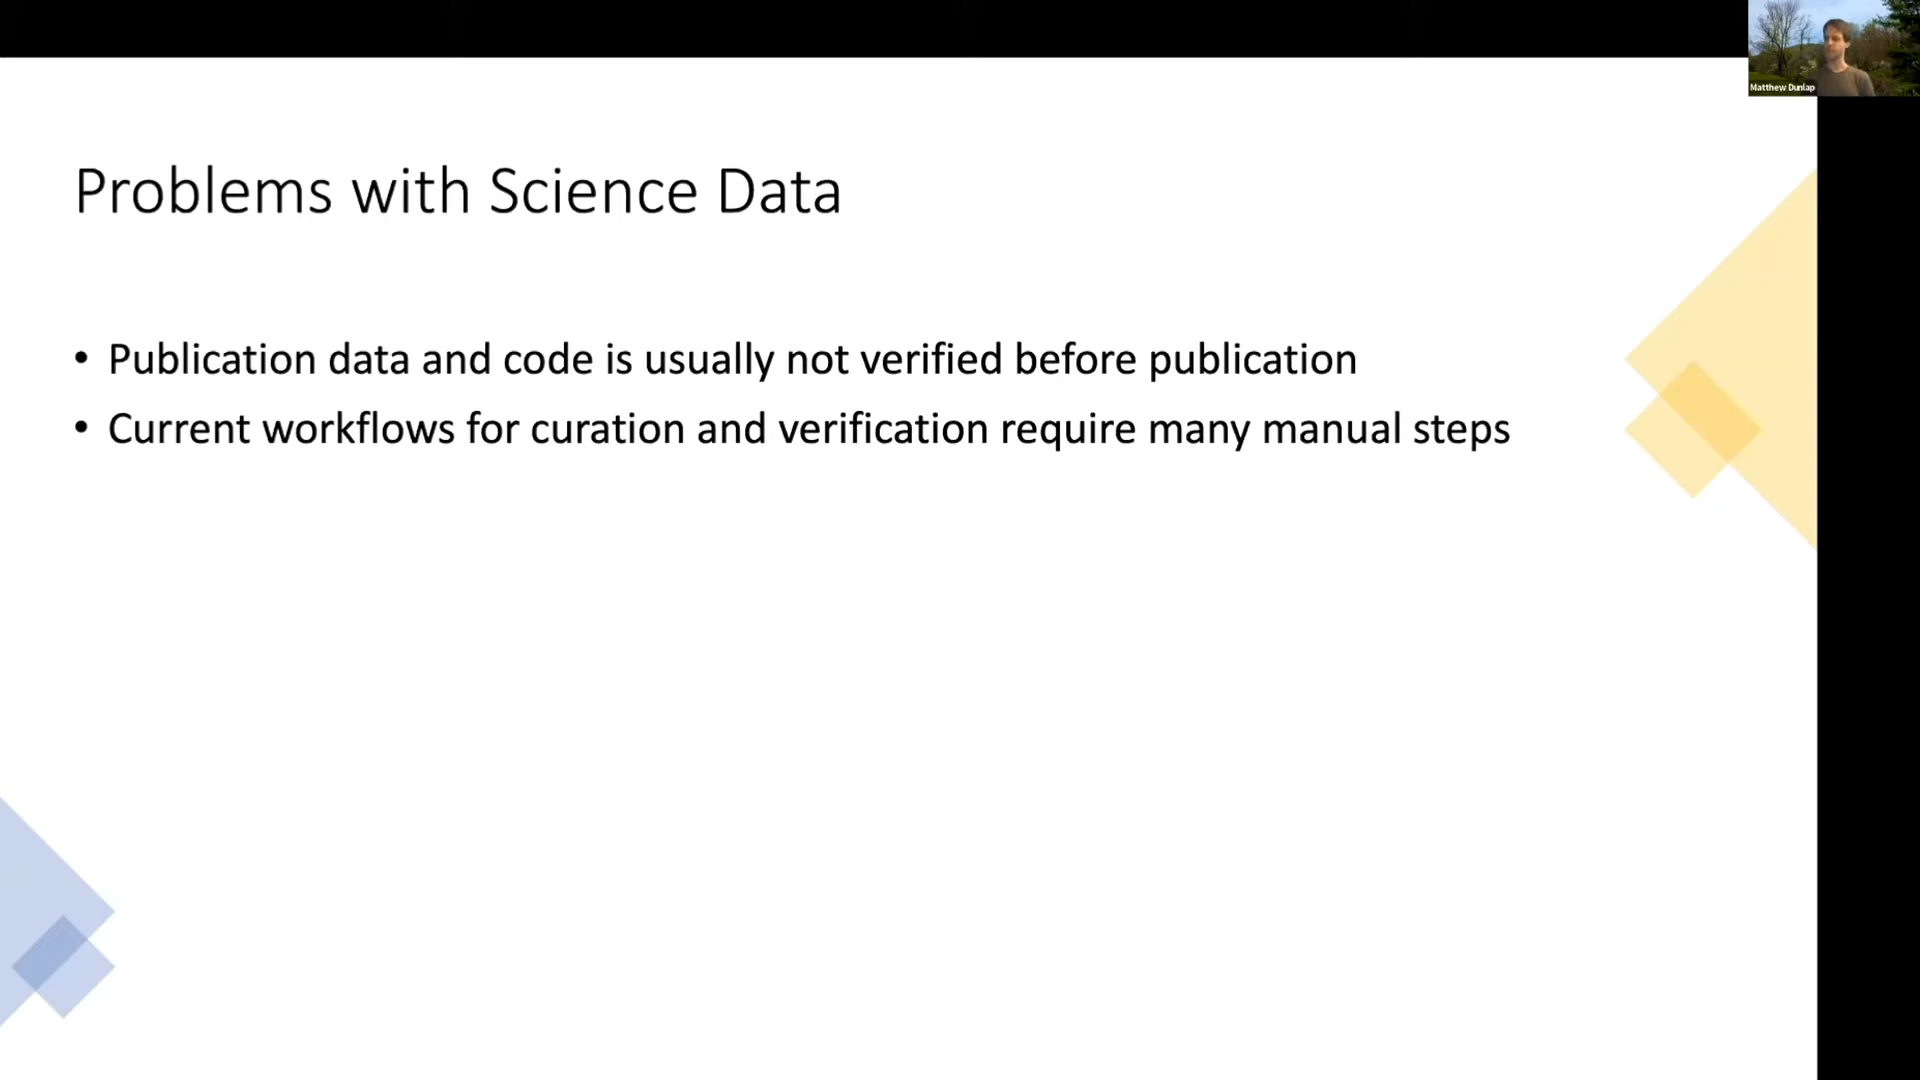 Matthew Dunlap
Problems with Science Data
• Publication data and code is usually not verified before publication
• Current workflows for curation and verification require many manual steps